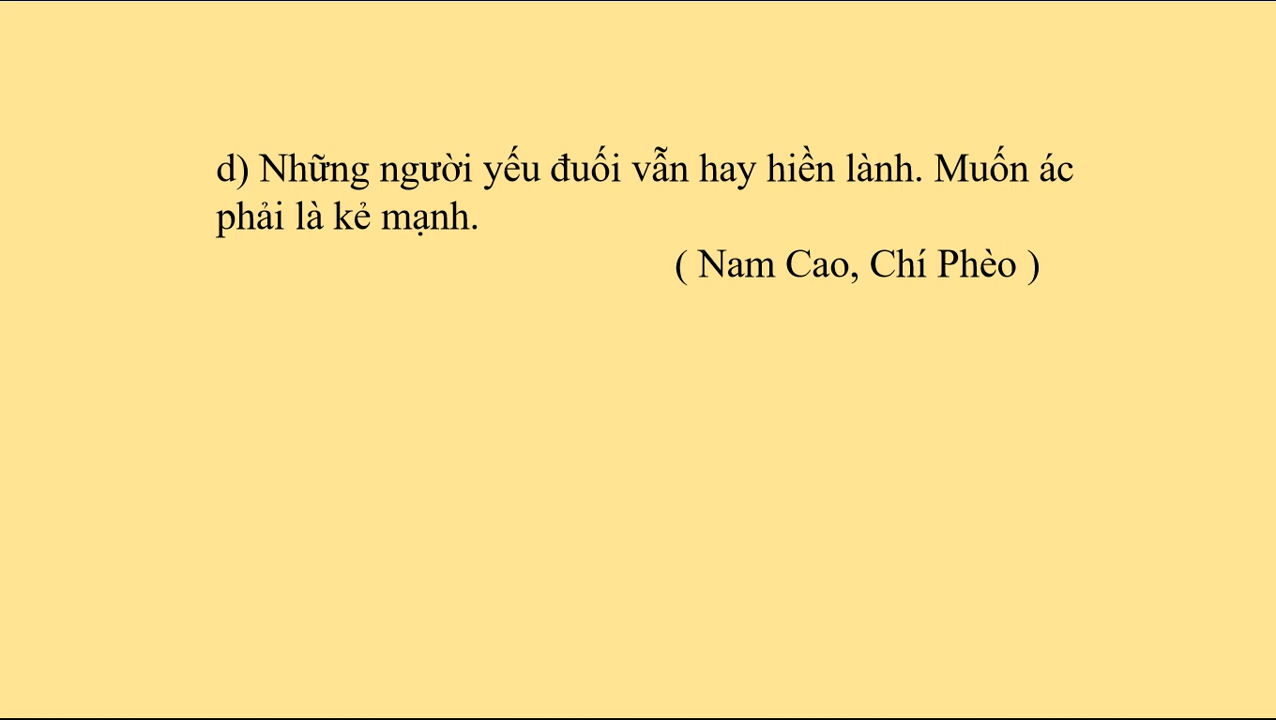 d) Những người yếu đuối vẫn hay hiền lành. Muốn ác
phải là kẻ mạnh.
( Nam Cao, Chí Phèo )